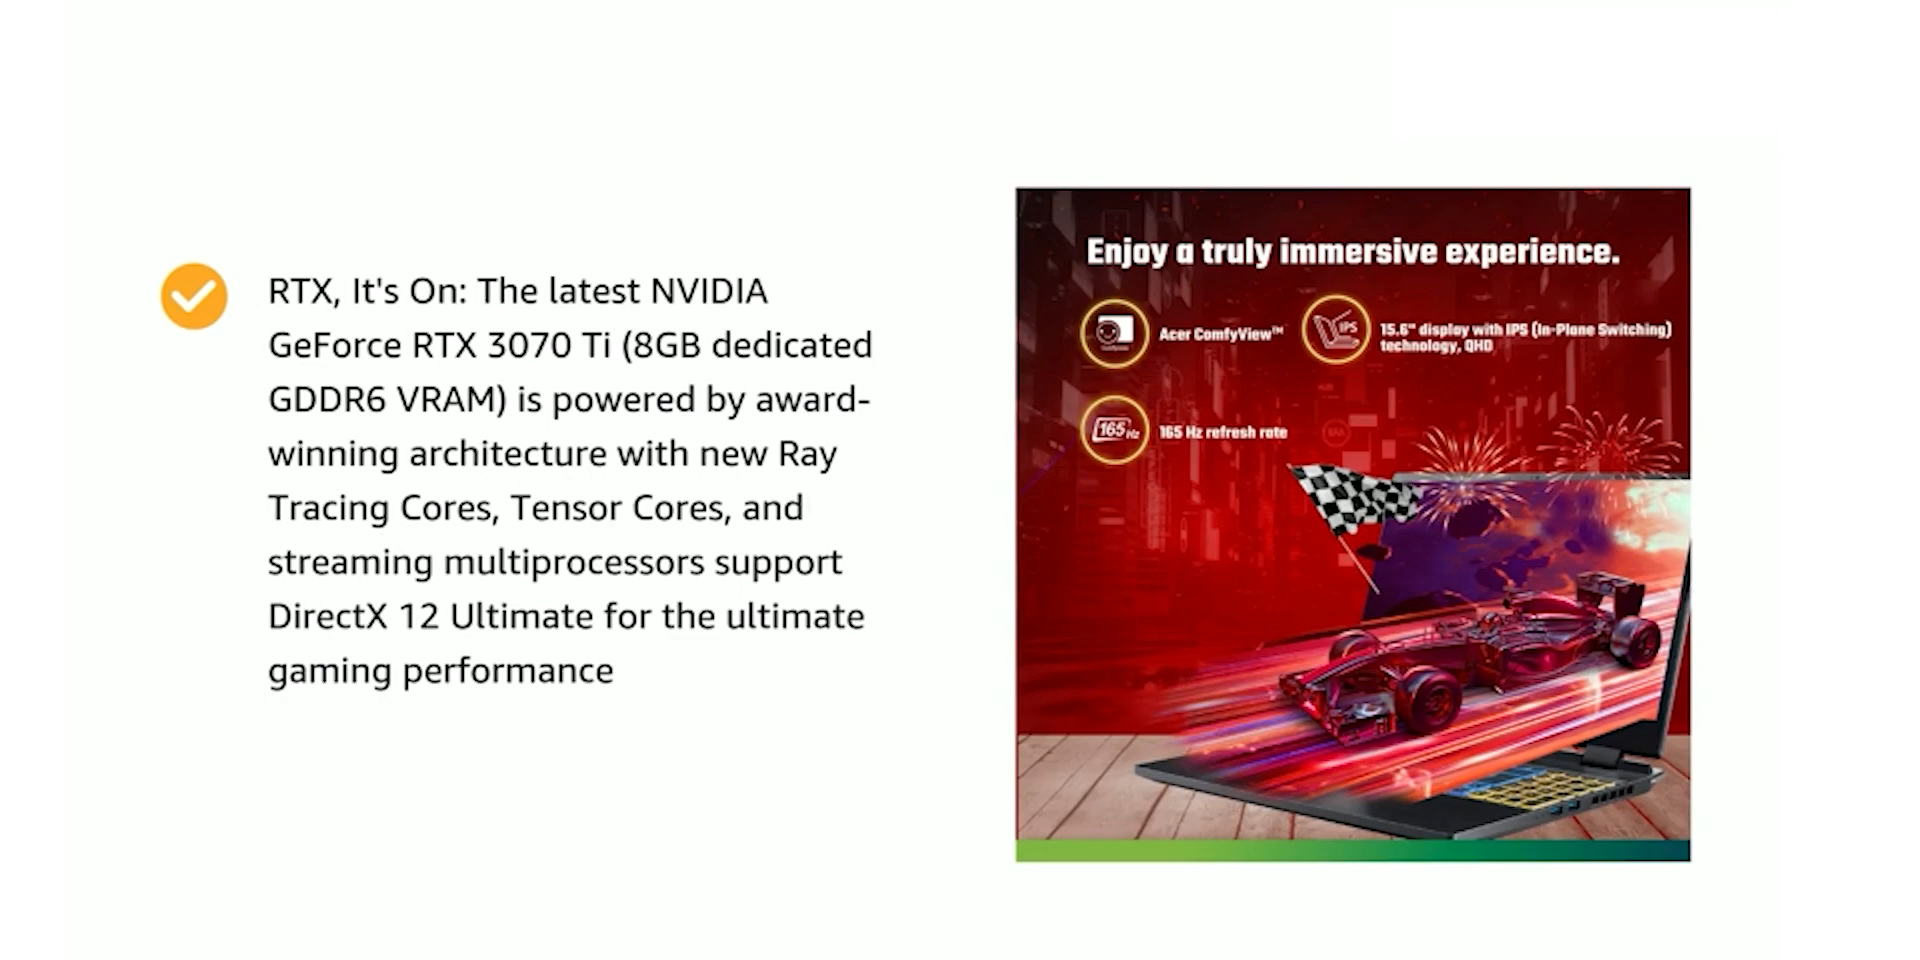 RTX, It's On: The latest NVIDIA
GeForce RTX 3070 Ti (8GB dedicated
GDDR6 VRAM) is powered by award-
winning architecture with new Ray
Tracing Cores, Tensor Cores, and
streaming multiprocessors support
DirectX 12 Ultimate for the ultimate
gaming performance
Enjoy a truly immersive experience.
Acer ComfyView™
IPS
15.6" display with IPS (In-Plane Switching)
technology, QHD
165 Hz
165 Hz refresh rate